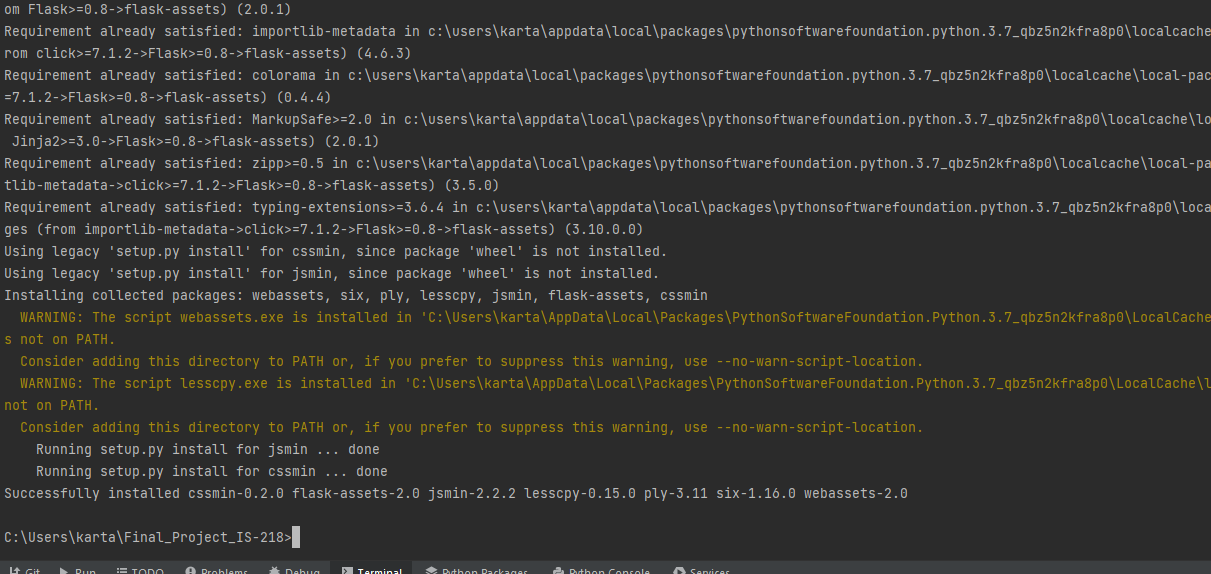 om Flask>=0.8->flask-assets) (2.0.1)
Requirement already satisfied: importlib-metadata in c:\users\karta\appdata\local\packages\pythonsoftwarefoundation.python.3.7_qbz5n2kfra8p0\localcache
rom click>=7.1.2->Flask>=0.8->flask-assets) (4.6.3)
Requirement already satisfied: colorama in c:\users\karta\appdata\local\packages\pythonsoftwarefoundation.python.3.7_qbz5n2kfra8p0\localcache\local-pac
=7.1.2->Flask>=0.8->flask-assets) (0.4.4)
Requirement already satisfied: MarkupSafe>=2.0 in c:\users\karta\appdata\local\packages\pythonsoftwarefoundation.python.3.7_qbz5n2kfra8p0\localcache\lo
Jinja2>=3.0->Flask>=0.8->flask-assets) (2.0.1)
Requirement already satisfied: zipp>=0.5 in c:\users\karta\appdata\local\packages\pythonsoftwarefoundation.python.3.7_qbz5n2kfra8p0\localcache\local-pa
tlib-metadata->click>=7.1.2->Flask>=0.8->flask-assets) (3.5.0)
Requirement already satisfied: typing-extensions>=3.6.4 in c:\users\karta\appdata\local\packages\pythonsoftwarefoundation.python.3.7_qbz5n2kfra8p0\loca
ges (from importlib-metadata->click>=7.1.2->Flask>=0.8->flask-assets) (3.10.0.0)
Using legacy 'setup.py install' for cssmin, since package 'wheel' is not installed.
Using legacy 'setup.py install' for jsmin, since package 'wheel' is not installed.
Installing collected packages: webassets, six, ply, lesscpy, jsmin, flask-assets, cssmin
WARNING: The script webassets.exe is installed in 'C:\Users\karta\AppData\Local\Packages\PythonSoftwareFoundation.Python.3.7_qbz5n2kfra8p0\LocalCache
s not on PATH.
Consider adding this directory to PATH or, if you prefer to suppress this warning, use --no-warn-script-location.
WARNING: The script lesscpy.exe is installed in 'C:\Users\karta\AppData\Local\Packages\PythonSoftwareFoundation.Python.3.7_qbz5n2kfra8p0\LocalCache\l
not on PATH.
Consider adding this directory to PATH or, if you prefer to suppress this warning, use --no-warn-script-location.
Running setup.py install for jsmin ... done
Running setup.py install for cssmin ... done
Successfully installed cssmin-0.2.0 flask-assets-2.0 jsmin-2.2.2 lesscpy-0.15.0 ply-3.11 six-1.16.0 webassets-2.0
C:\Users\karta\Final_Project_IS-218>
Git Run TODO Problems Debug Terminal Python Packages Python Console Services